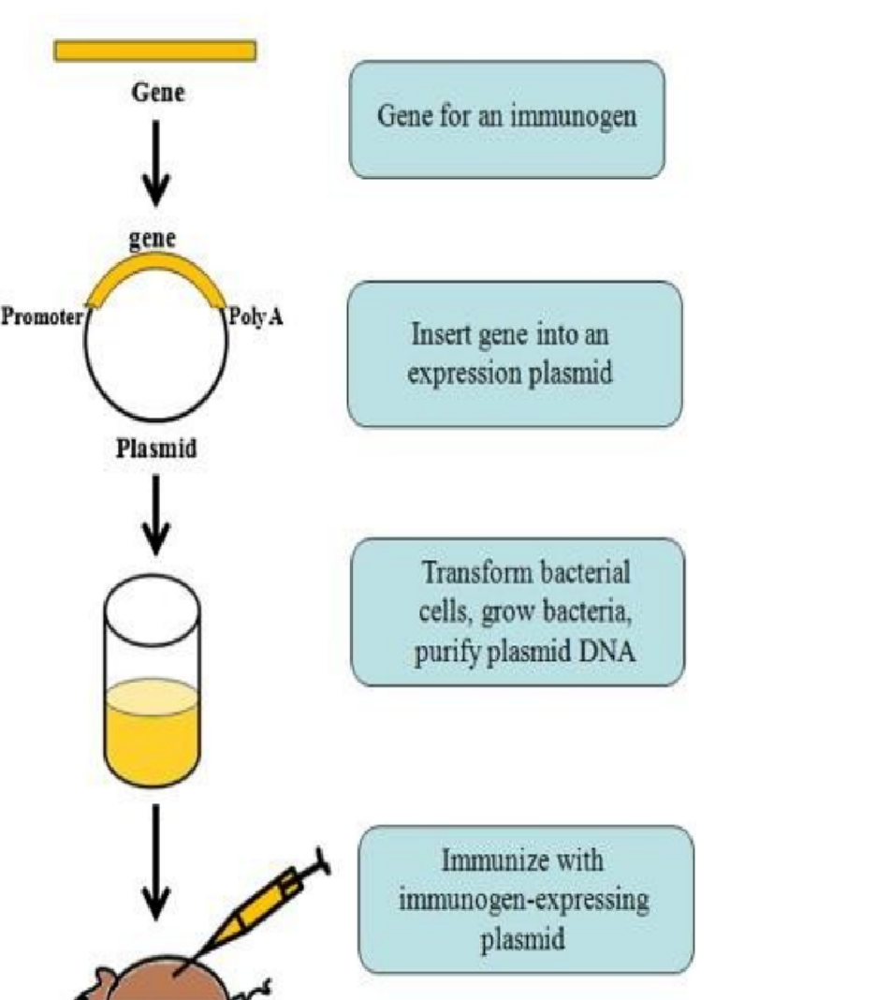 Gene
Gene for an immunogen
gene
Promoter
Poly A
Insert gene into an
expression plasmid
Plasmid
Transform bacterial
cells, grow bacteria,
purify plasmid DNA
Immunize with
immunogen-expressing
plasmid